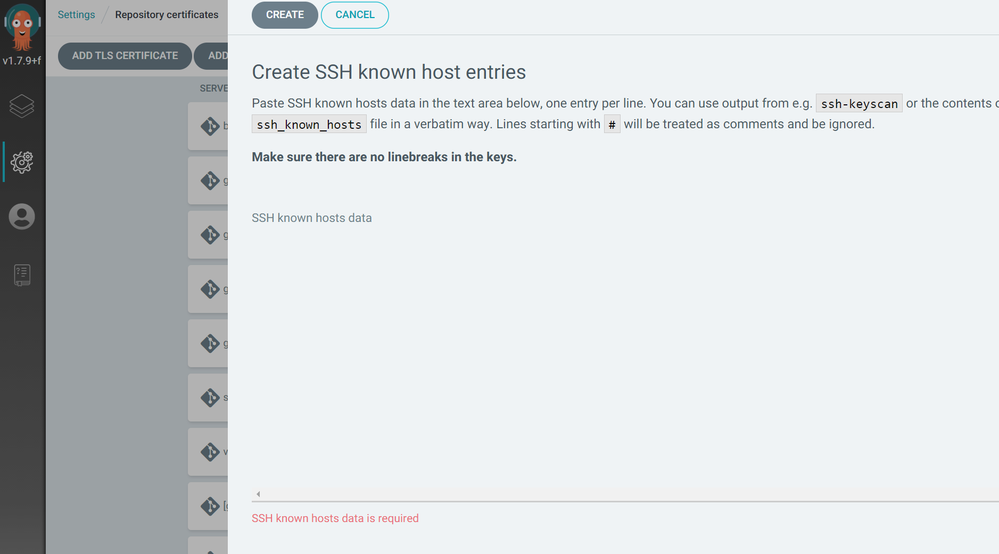 v1.7.9+f
Settings / Repository certificates
ADD TLS CERTIFICATE
ADD
SERVE
b
g
g
g
g
s
v
CREATE
CANCEL
Create SSH known host entries
Paste SSH known hosts data in the text area below, one entry per line. You can use output from e.g. ssh-keyscan or the contents
ssh_known_hosts file in a verbatim way. Lines starting with # will be treated as comments and be ignored.
Make sure there are no linebreaks in the keys.
SSH known hosts data
SSH known hosts data is required